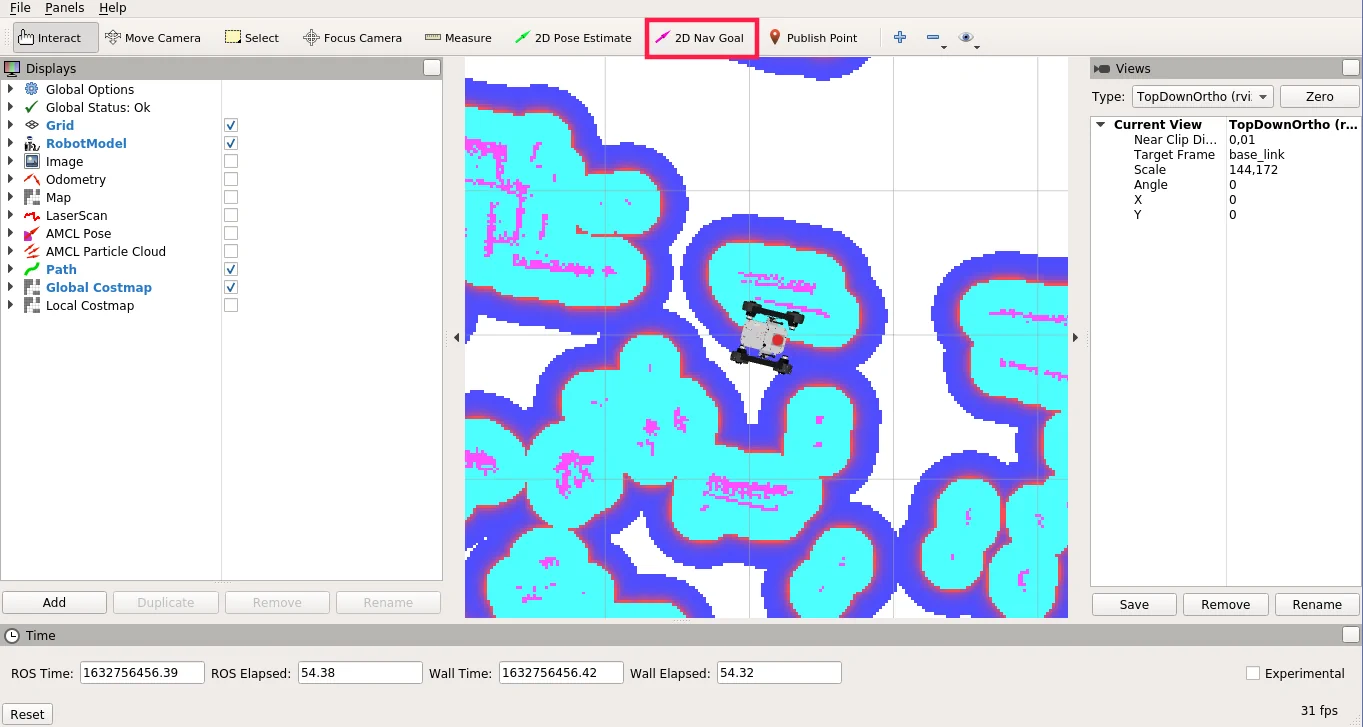 File Panels Help
Interact Move Camera Select Focus Camera Measure 2D Pose Estimate 2D Nav Goal Publish Point
Displays
Global Options
Global Status: Ok
Grid
RobotModel
Image
Odometry
Map
LaserScan
AMCL Pose
AMCL Particle Cloud
Path
Global Costmap
Local Costmap
Add Duplicate Remove Rename
Views
Type: TopDownOrtho (rvi: Zero
Current View TopDownOrtho (r...
Near Clip Di... 0,01
Target Frame base_link
Scale 144,172
Angle 0
X 0
Y 0
Save Remove Rename
Time
ROS Time: 1632756456.39 ROS Elapsed: 54.38 Wall Time: 1632756456.42 Wall Elapsed: 54.32 Experimental
Reset 31 fps